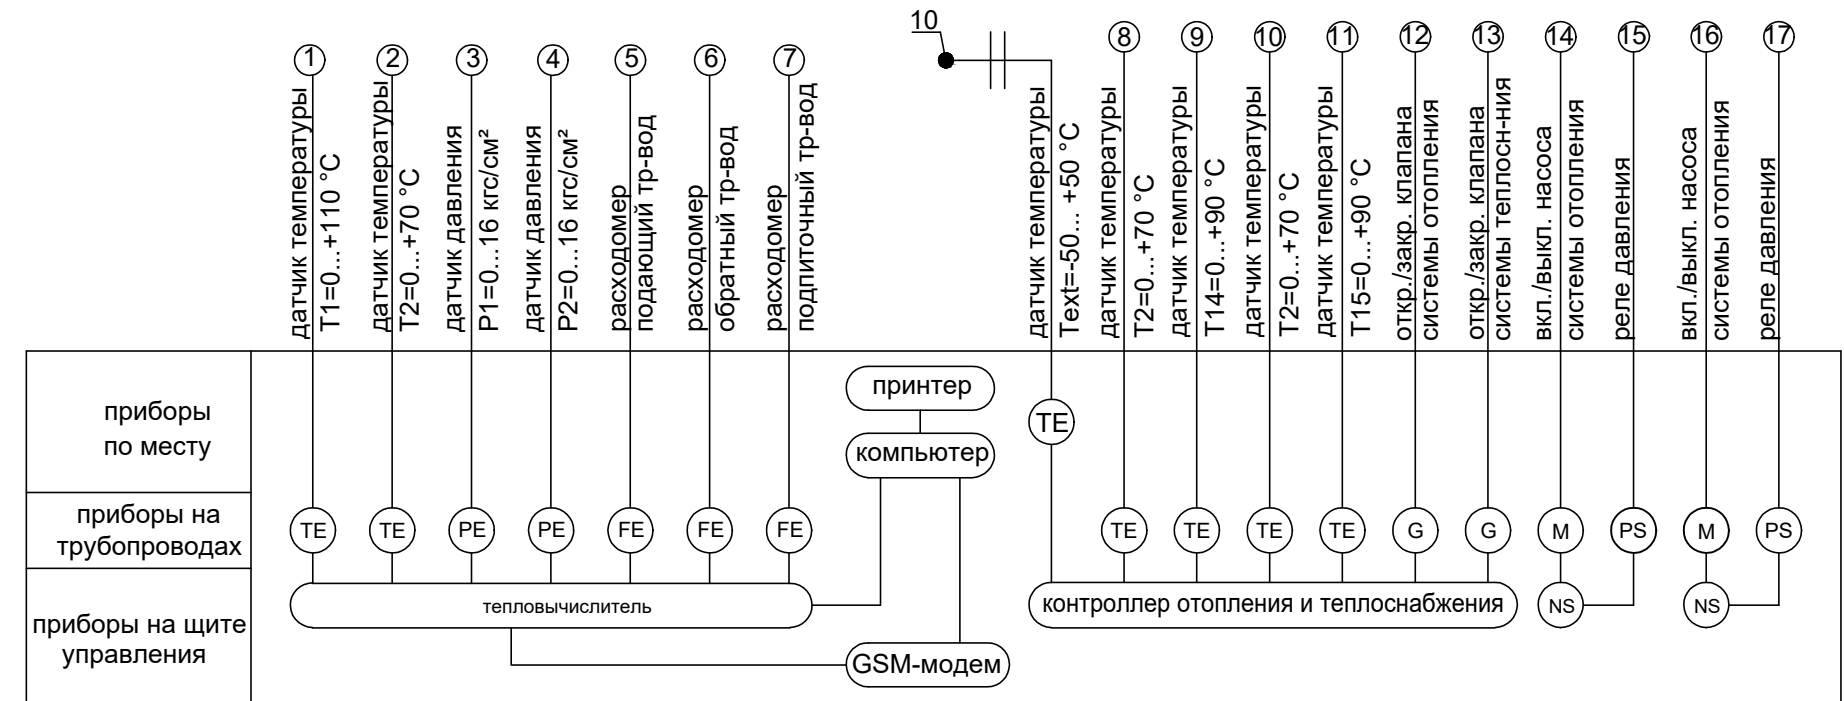 1
2
3
4
5
6
7
10
8
9
10
11
12
13
14
15
16
17
датчик температуры
T1=0...+110 °C
датчик температуры
T2=0...+70 °C
датчик давления
P1=0...16 кгс/см²
датчик давления
P2=0...16 кгс/см²
расходомер
подающий тр-вод
расходомер
обратный тр-вод
расходомер
подпиточный тр-вод
датчик температуры
Text=-50... +50 °C
датчик температуры
T2=0...+70 °C
датчик температуры
T14=0...+90 °C
датчик температуры
T2=0...+70 °C
датчик температуры
T15=0...+90 °C
откр./закр. клапана
системы отопления
откр./закр. клапана
системы теплосн-ния
вкл./выкл. насоса
системы отопления
реле давления
вкл./выкл. насоса
системы отопления
реле давления
приборы
по месту
принтер
компьютер
TE
приборы на
трубопроводах
TE
TE
PE
PE
FE
FE
FE
TE
TE
TE
TE
G
G
M
PS
M
PS
приборы на щите
управления
тепловычислитель
GSM-модем
контроллер отопления и теплоснабжения
NS
NS